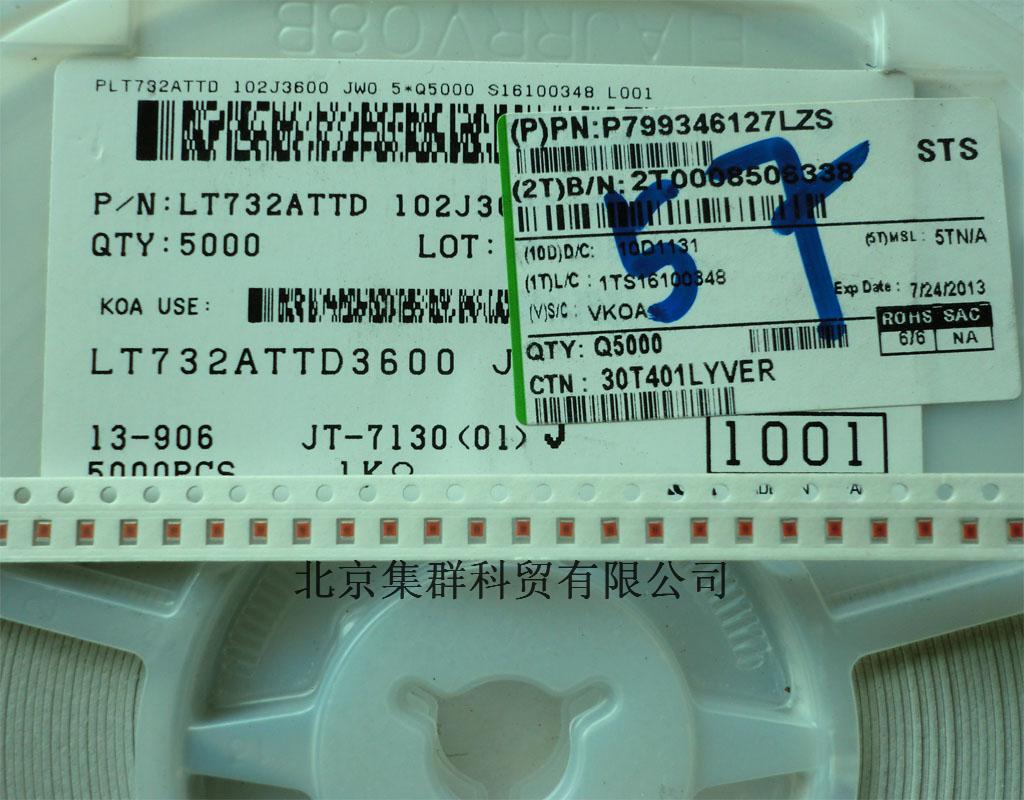 EIAJRRV08B
PLT732ATTD 102J3600 JW0 5*Q5000 S16100348 L001
P/N:LT732ATTD 102J3
QTY:5000 LOT:
KOA USE:
LT732ATTD3600 J
13-906 JT-7130(01) J
5000PCS 1KΩ
1001
(P)PN:P799346127LZS
STS
(2T)B/N: 2T0008506338
57
(10D)D/C: 10D1131
(5T)MSL: 5TN/A
(1T)L/C : 1TS16100348
Exp Date : 7/24/2013
(V)S/C : VKOA
ROHS SAC
6/6 NA
QTY: Q5000
CTN : 30T401LYVER
北京集群科贸有限公司